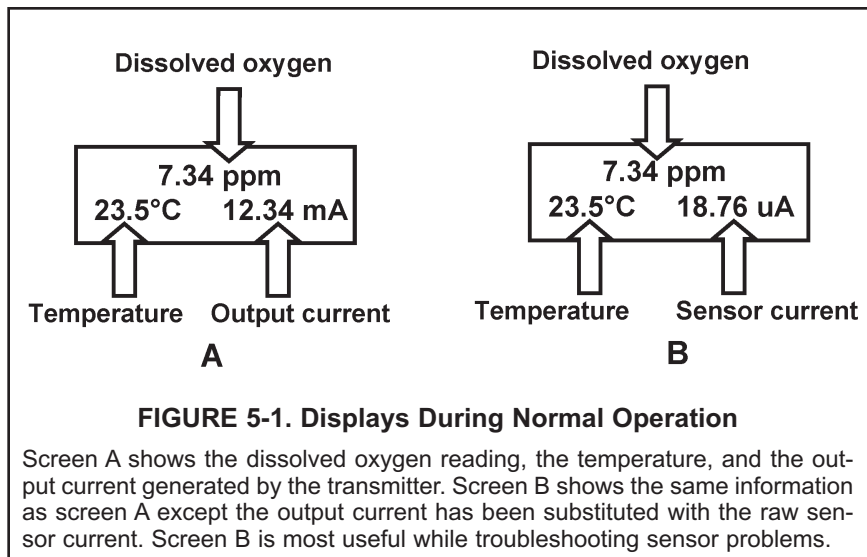 Dissolved oxygen
7.34 ppm
23.5°C 12.34 mA
Temperature Output current
A
Dissolved oxygen
7.34 ppm
23.5°C 18.76 uA
Temperature Sensor current
B
FIGURE 5-1. Displays During Normal Operation
Screen A shows the dissolved oxygen reading, the temperature, and the out-
put current generated by the transmitter. Screen B shows the same information
as screen A except the output current has been substituted with the raw sen-
sor current. Screen B is most useful while troubleshooting sensor problems.